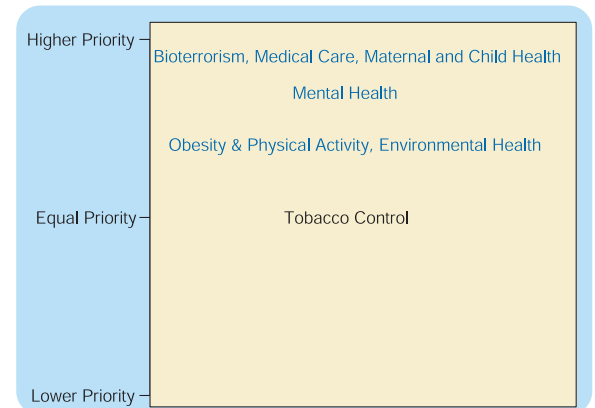 Higher Priority
Bioterrorism, Medical Care, Maternal and Child Health
Mental Health
Obesity & Physical Activity, Environmental Health
Equal Priority
Tobacco Control
Lower Priority